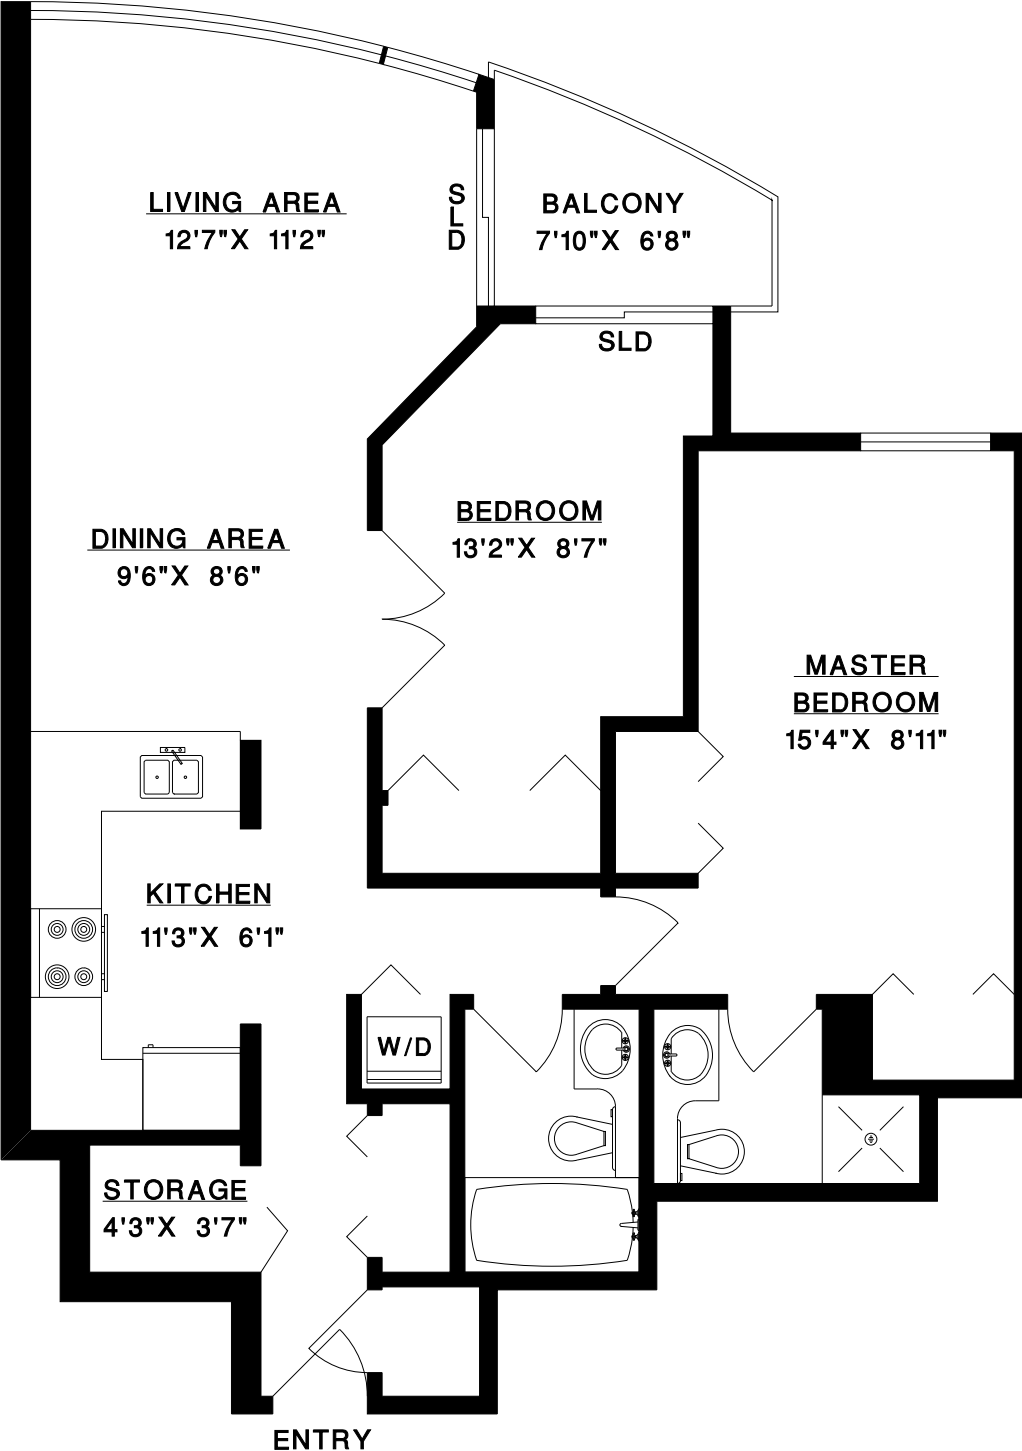 LIVING AREA
12'7"X 11'2"
SLD
BALCONY
7'10"X 6'8"
SLD
BEDROOM
13'2"X 8'7"
DINING AREA
9'6"X 8'6"
MASTER
BEDROOM
15'4"X 8'11"
KITCHEN
11'3"X 6'1"
W/D
STORAGE
4'3"X 3'7"
ENTRY